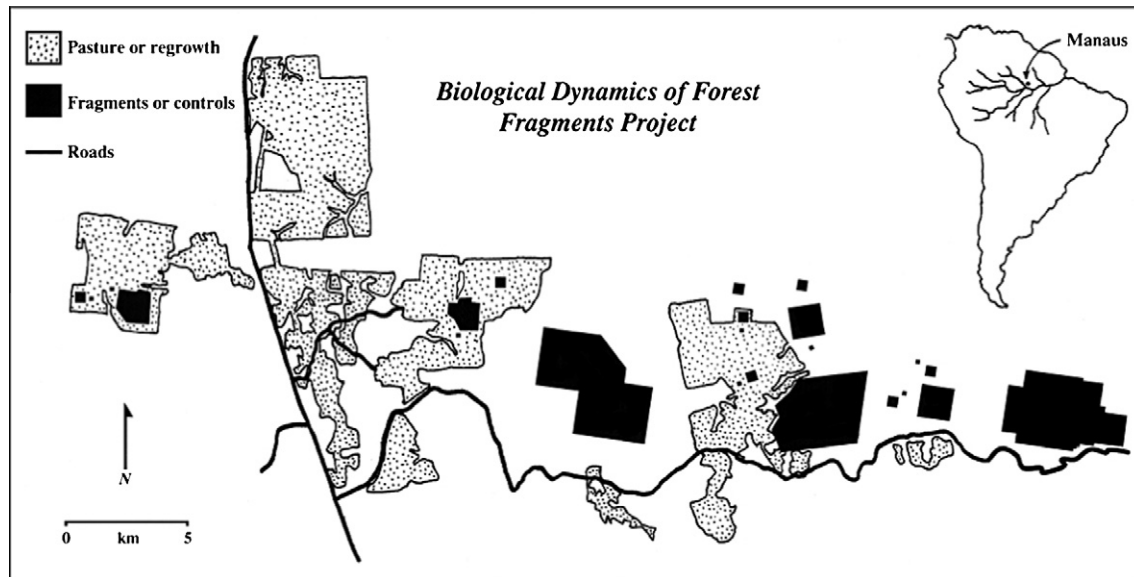 Pasture or regrowth
Fragments or controls
Roads
Biological Dynamics of Forest
Fragments Project
Manaus
N
0 km 5